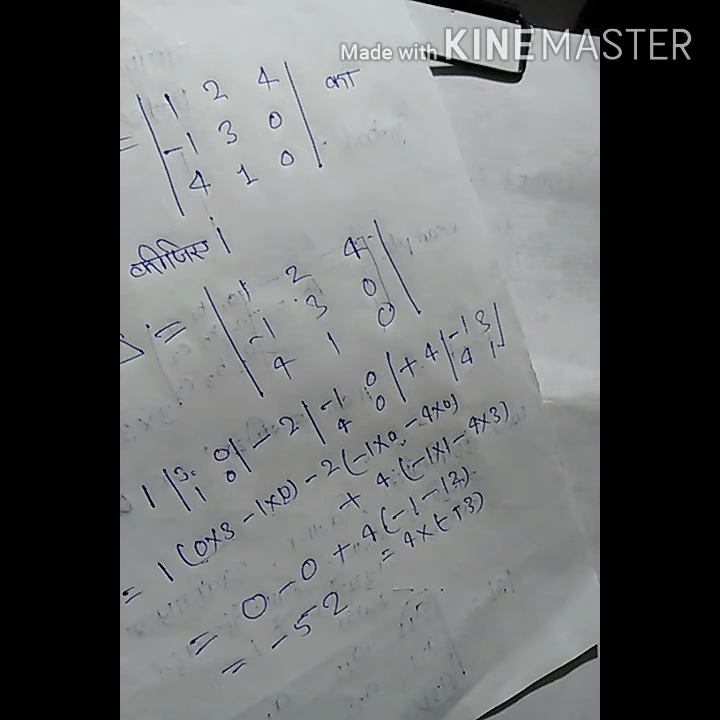 Made with KINEMASTER
= | 1 2 4 | का
| -1 3 0 |
| 4 1 0 |
कीजिए।
Δ = | 1 2 4 |
| -1 3 0 |
| 4 1 0 |
1 | 3 0 | - 2 | -1 0 | + 4 | -1 3 |
| 1 0 | | 4 0 | | 4 1 |
= 1 (0×3 - 1×0) - 2 (-1×0 - 4×0)
+ 4 (-1×1 - 4×3)
= 0 - 0 + 4 (-1 - 12)
= 4 × (-13)
= -52